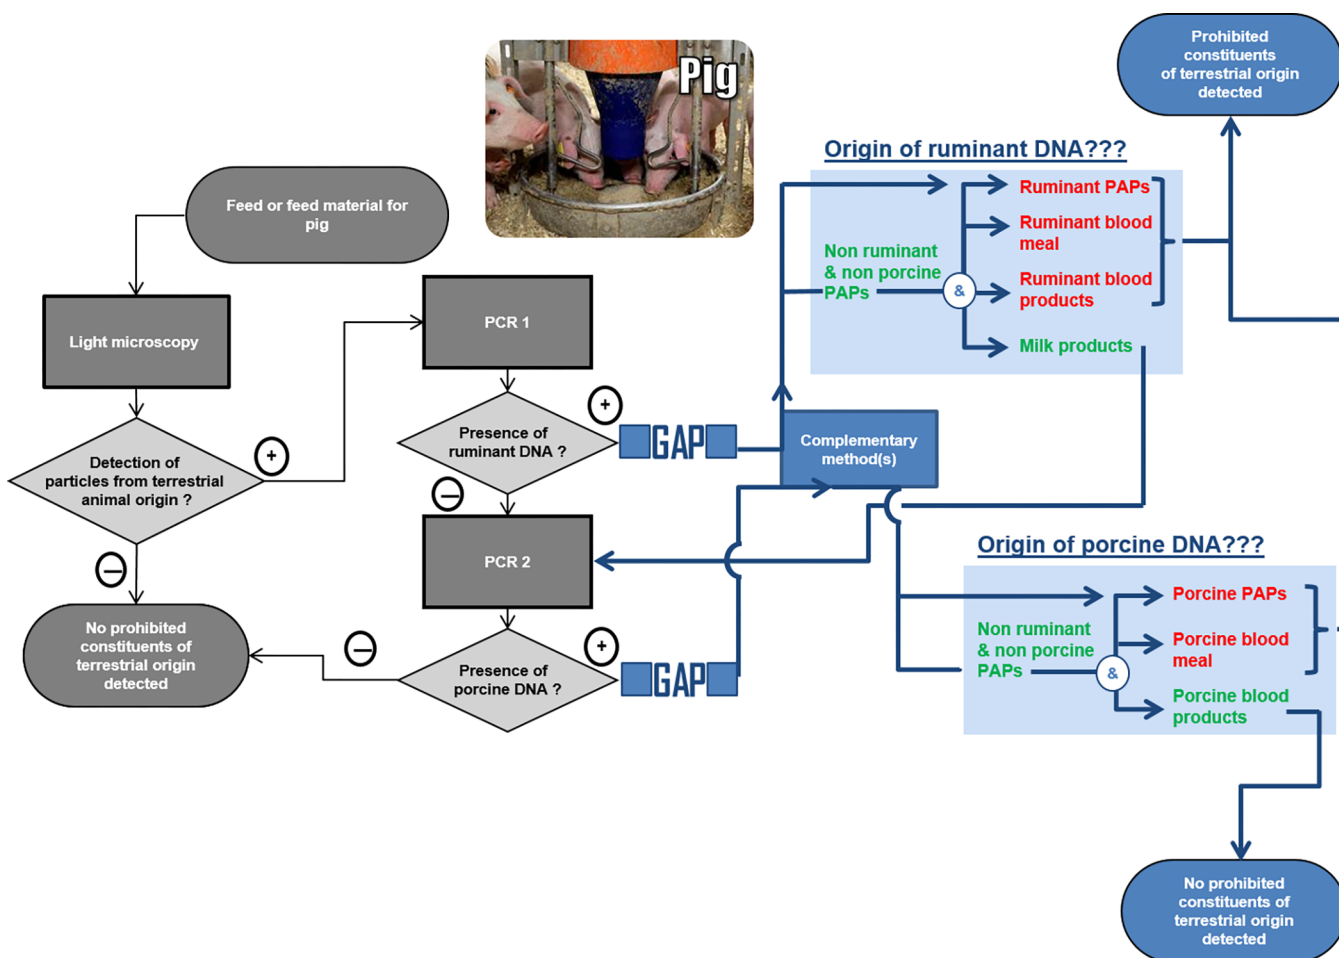 Pig
Prohibited
constituents
of terrestrial origin
detected
Origin of ruminant DNA???
Ruminant PAPs
Ruminant blood
meal
Ruminant blood
products
Milk products
Non ruminant
& non porcine
PAPs
&
Feed or feed material for
pig
Light microscopy
Detection of
particles from terrestrial
animal origin ?
+
−
No prohibited
constituents of
terrestrial origin
detected
PCR 1
Presence of
ruminant DNA ?
+
GAP
−
PCR 2
Presence of
porcine DNA ?
+
GAP
−
Complementary
method(s)
Origin of porcine DNA???
Porcine PAPs
Porcine blood
meal
Porcine blood
products
Non ruminant
& non porcine
PAPs
&
No prohibited
constituents of
terrestrial origin
detected